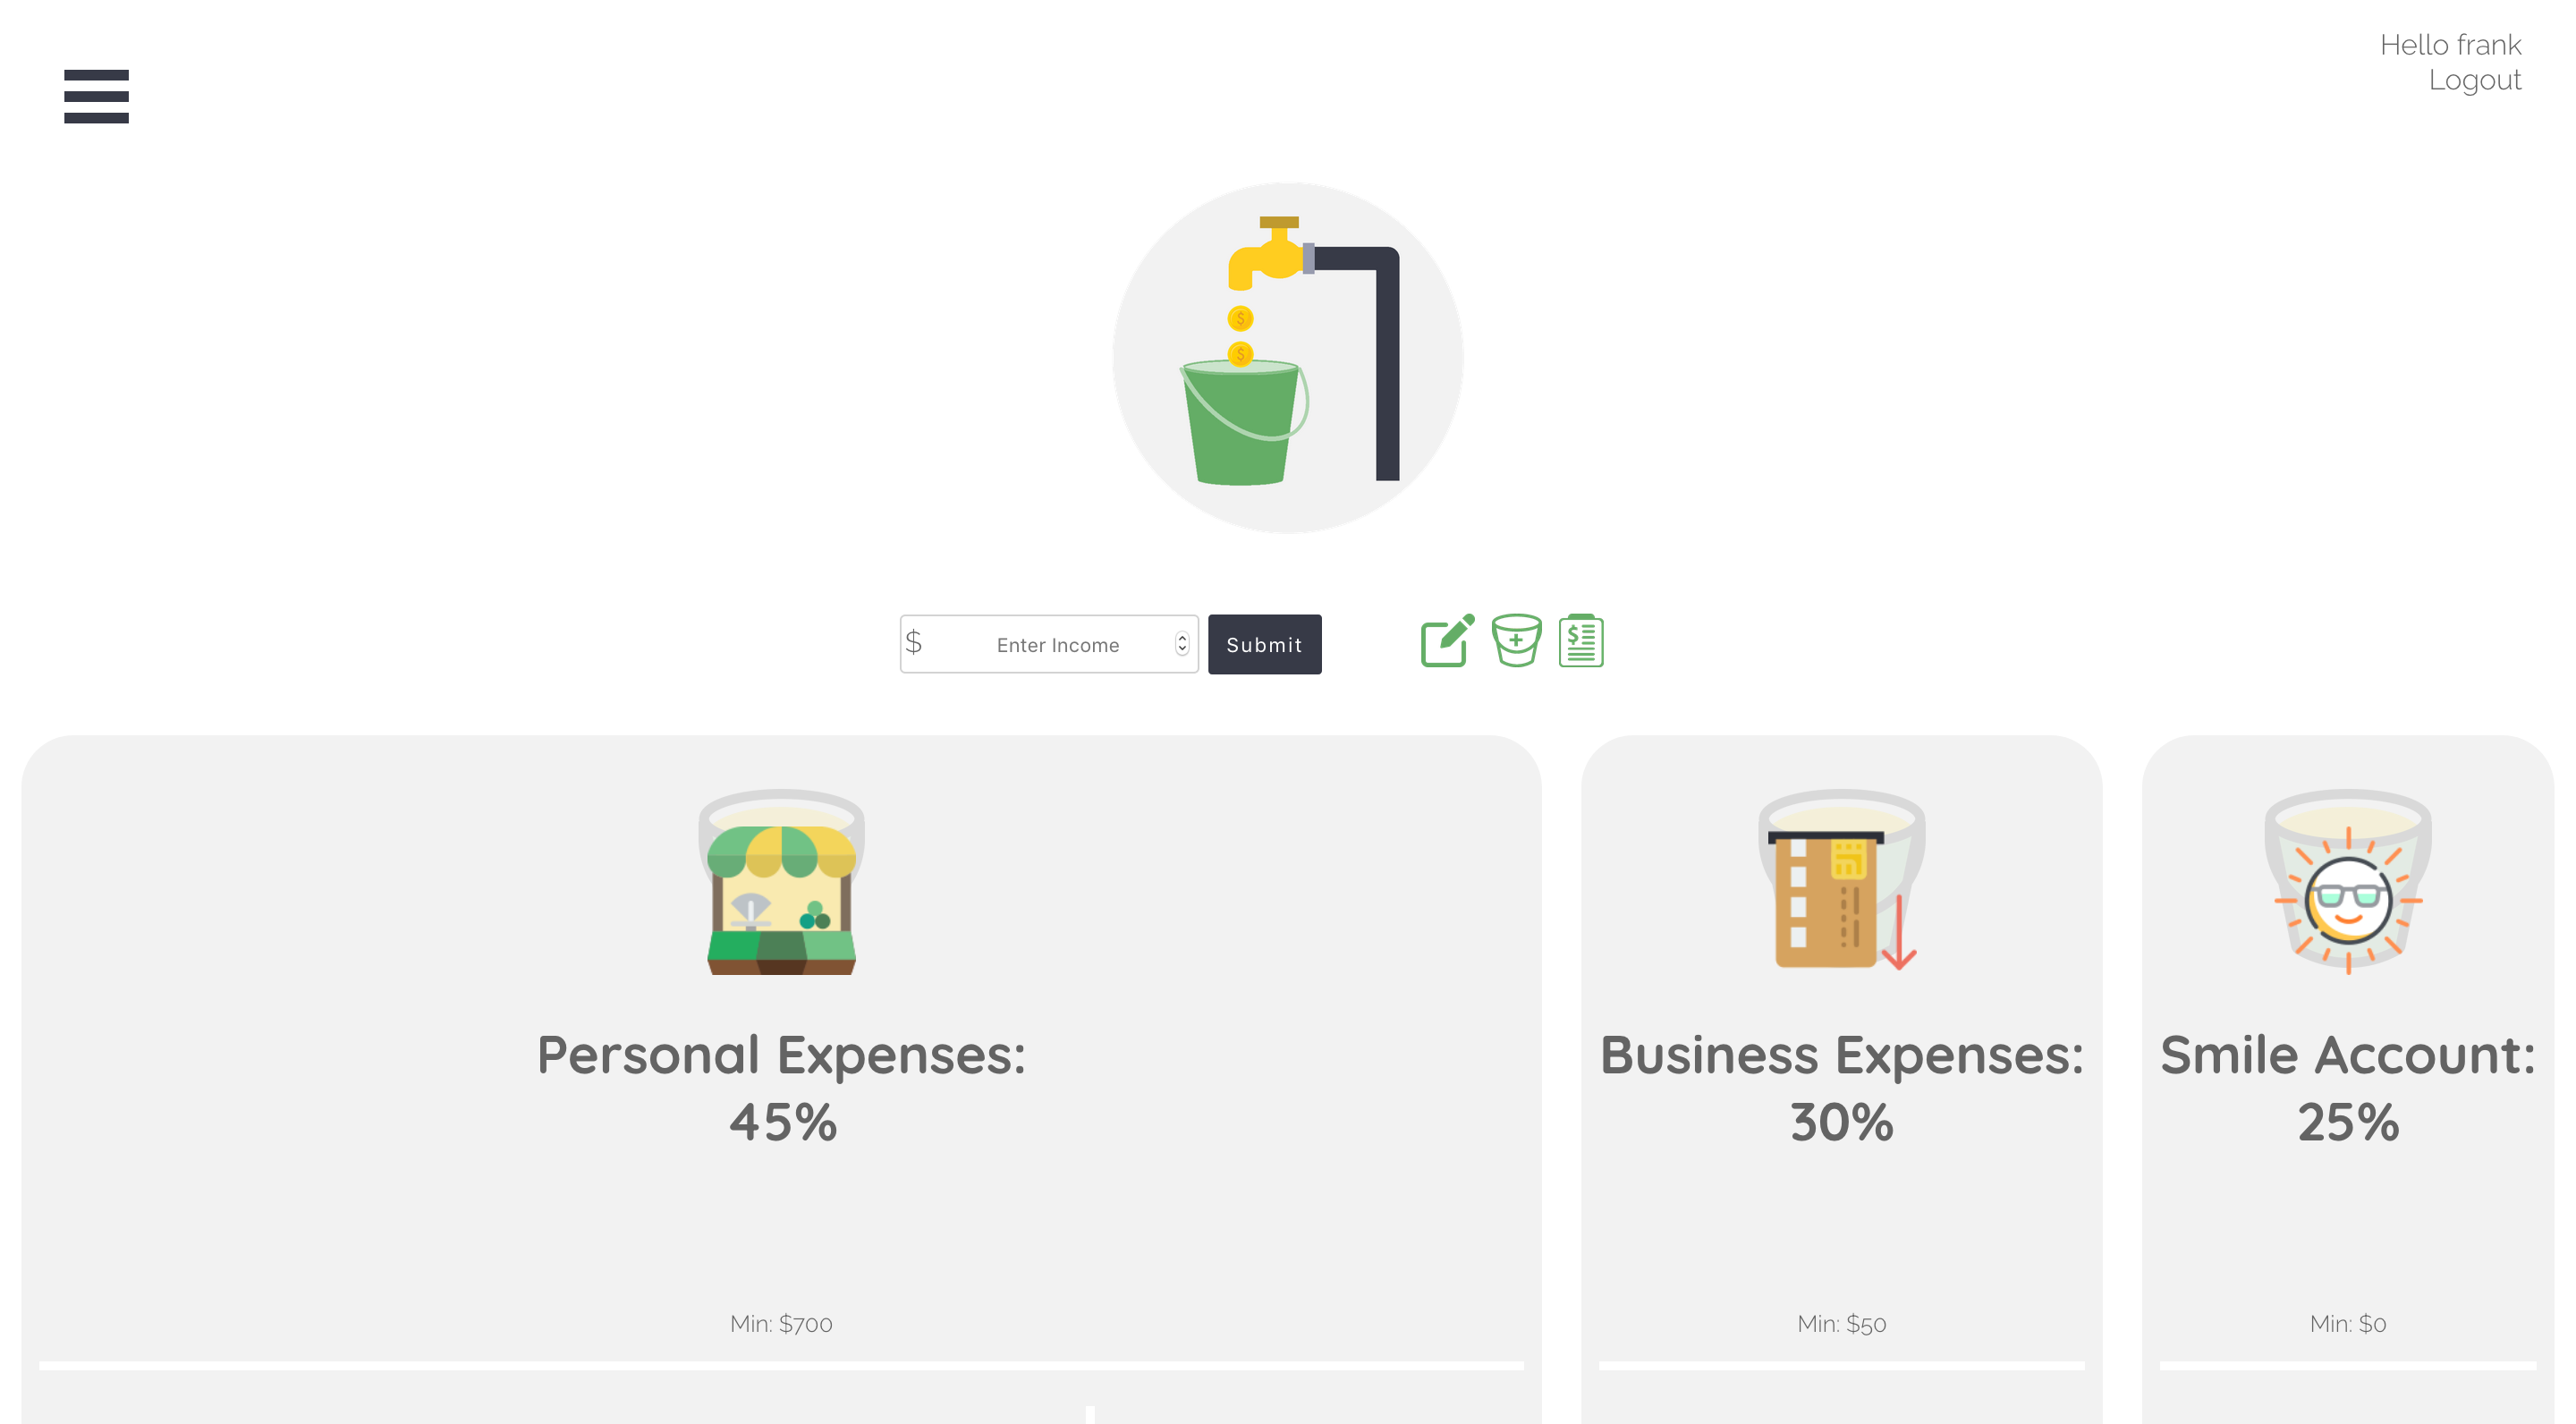 Hello frank
Logout
$
$
$ Enter Income
Submit
$
Personal Expenses:
45%
Min: $700
Business Expenses:
30%
Min: $50
Smile Account:
25%
Min: $0